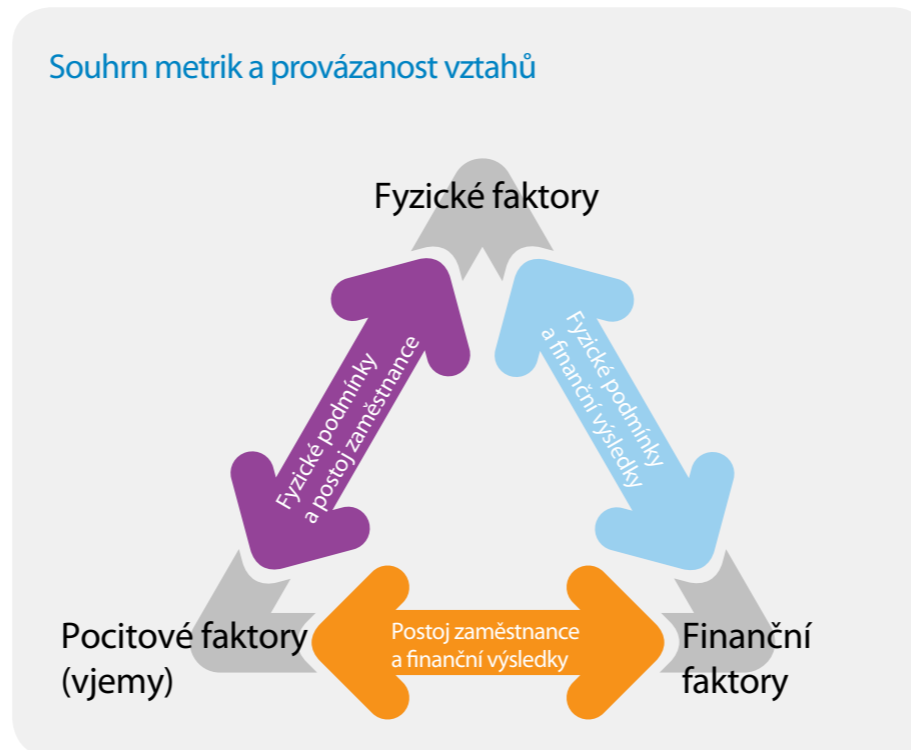 Souhrn metrik a provázanost vztahů
Fyzické faktory
Fyzické podmínky
a postoj zaměstnance
Fyzické podmínky
a finanční výsledky
Pocitové faktory
(vjemy)
Postoj zaměstnance
a finanční výsledky
Finanční
faktory